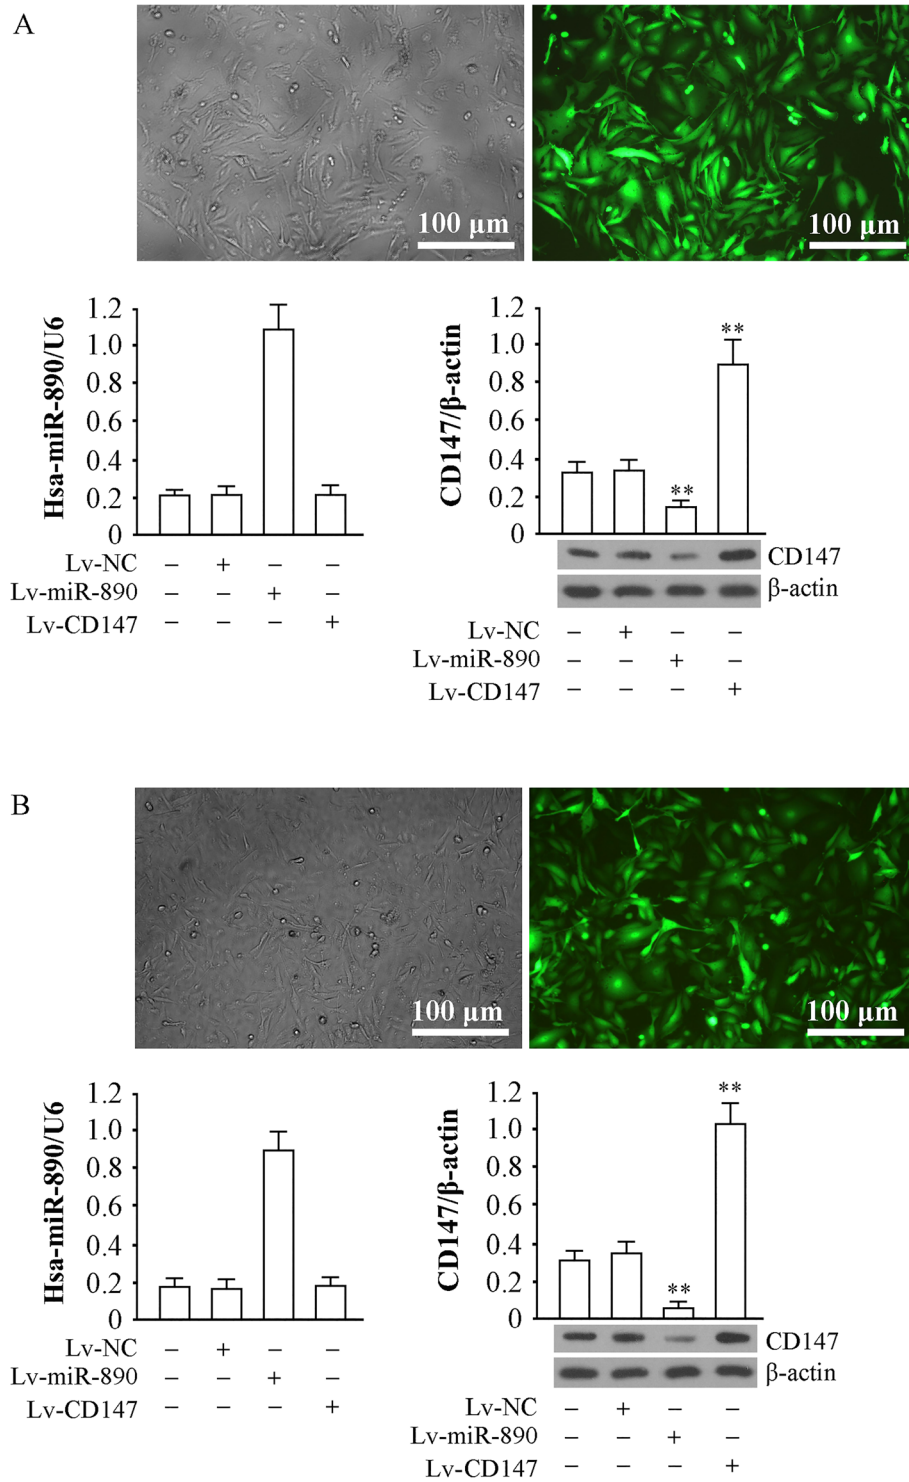 A
100 μm
100 μm
Hsa-miR-890/U6
1.2
1.0
0.8
0.6
0.4
0.2
0
Lv-NC – + – –
Lv-miR-890 – – + –
Lv-CD147 – – – +
CD147/β-actin
1.2
1.0
0.8
0.6
0.4
0.2
0
**
**
CD147
β-actin
Lv-NC – + – –
Lv-miR-890 – – + –
Lv-CD147 – – – +
B
100 μm
100 μm
Hsa-miR-890/U6
1.2
1.0
0.8
0.6
0.4
0.2
0
Lv-NC – + – –
Lv-miR-890 – – + –
Lv-CD147 – – – +
CD147/β-actin
1.2
1.0
0.8
0.6
0.4
0.2
0
**
**
CD147
β-actin
Lv-NC – + – –
Lv-miR-890 – – + –
Lv-CD147 – – – +